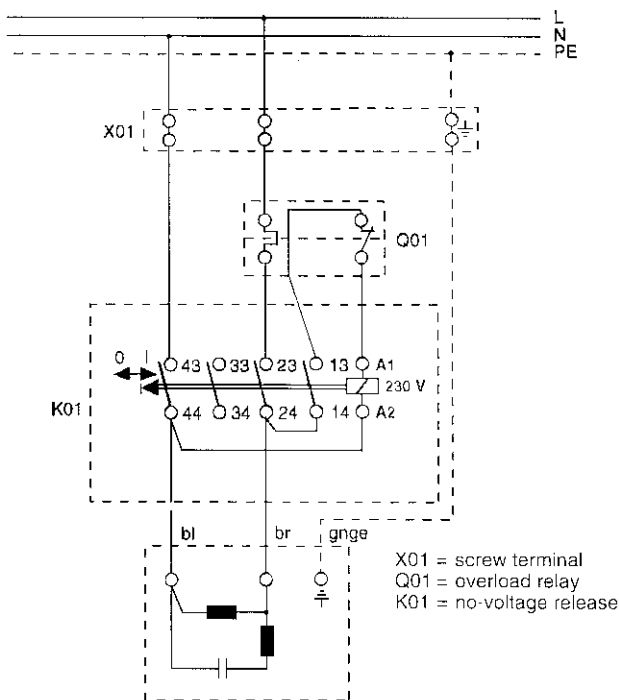 L
N
PE
X01
Q01
0 I
43 33 23 13 A1
230 V
K01
44 34 24 14 A2
bl br gnge
X01 = screw terminal
Q01 = overload relay
K01 = no-voltage release